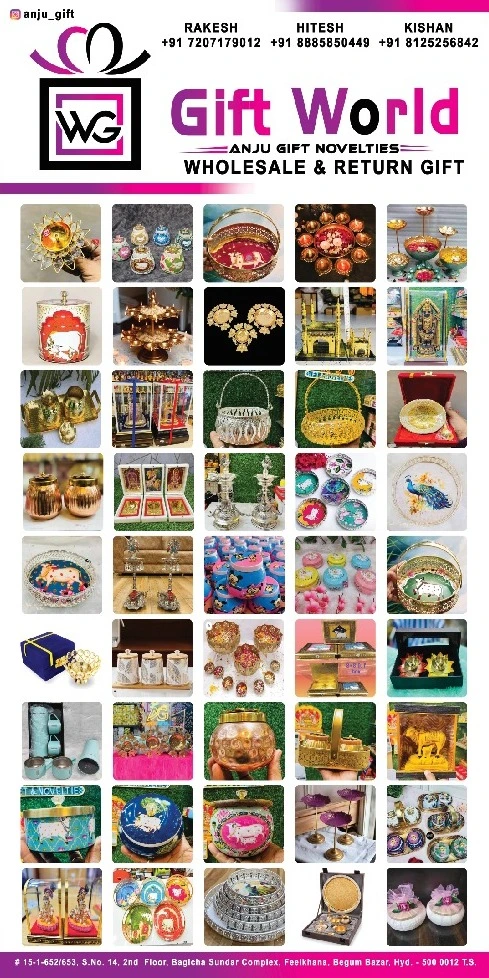 anju_gift
RAKESH
+91 7207179012
HITESH
+91 8885850449
KISHAN
+91 8125256842
WG
Gift World
ANJU GIFT NOVELTIES
WHOLESALE & RETURN GIFT
# 15-1-652/653, S.No. 14, 2nd Floor, Bagicha Sundar Complex, Feelkhana, Begum Bazar, Hyd. - 500 0012 T.S.